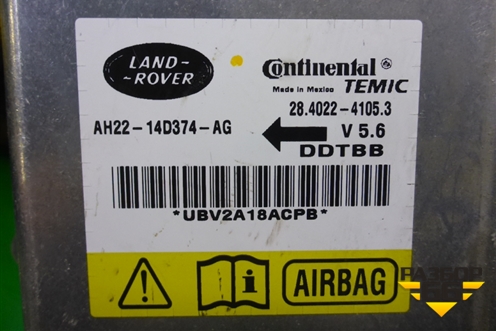 LAND-
-ROVER
Continental
Made in Mexico TEMIC
28.4022-4105.3
AH22-14D374-AG
V 5.6
DDTBB
*UBV2A18ACPB*
i
AIRBAG
РАЗБОР